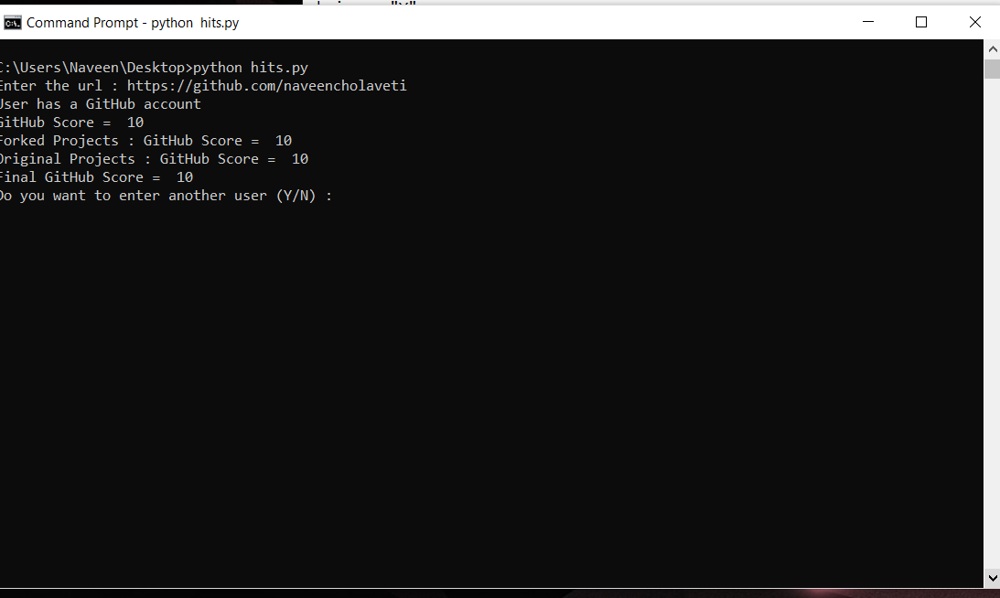 Command Prompt - python hits.py
C:\Users\Naveen\Desktop>python hits.py
Enter the url : https://github.com/naveencholaveti
User has a GitHub account
GitHub Score =  10
Forked Projects : GitHub Score =  10
Original Projects : GitHub Score =  10
Final GitHub Score =  10
Do you want to enter another user (Y/N) :